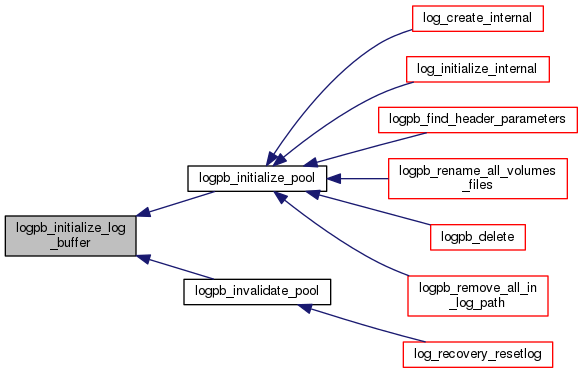 log_create_internal
log_initialize_internal
logpb_find_header_parameters
logpb_initialize_pool
logpb_rename_all_volumes
_files
logpb_initialize_log
_buffer
logpb_delete
logpb_invalidate_pool
logpb_remove_all_in
_log_path
log_recovery_resetlog